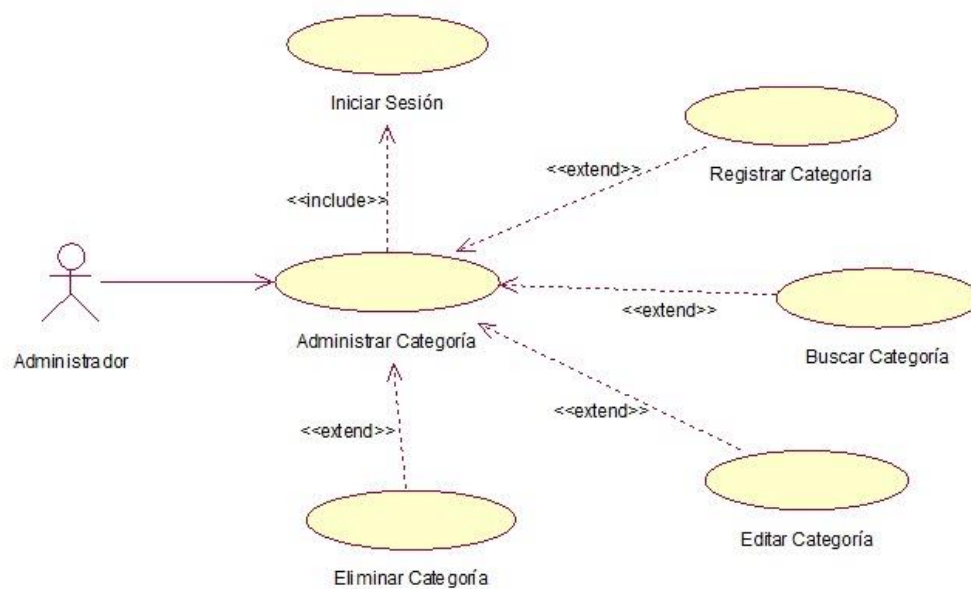 Iniciar Sesión
<<extend>>
Registrar Categoría
<<include>>
Administrador
Administrar Categoría
<<extend>>
Buscar Categoría
<<extend>>
<<extend>>
Editar Categoría
Eliminar Categoría